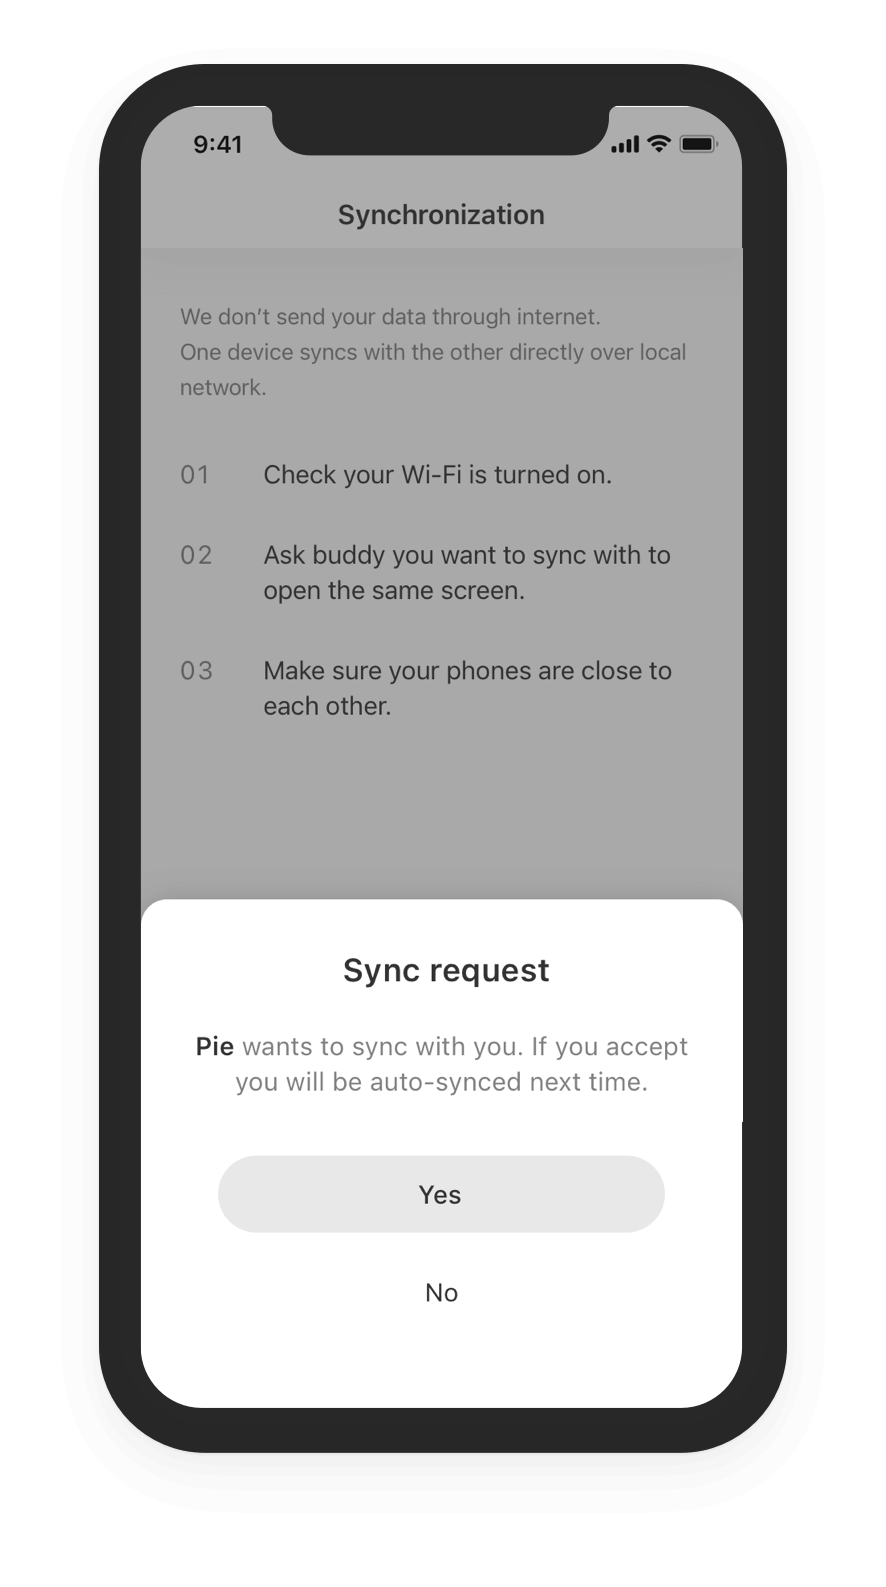 9:41
Synchronization
We don’t send your data through internet.
One device syncs with the other directly over local
network.
01 Check your Wi-Fi is turned on.
02 Ask buddy you want to sync with to
open the same screen.
03 Make sure your phones are close to
each other.
Sync request
Pie wants to sync with you. If you accept
you will be auto-synced next time.
Yes
No